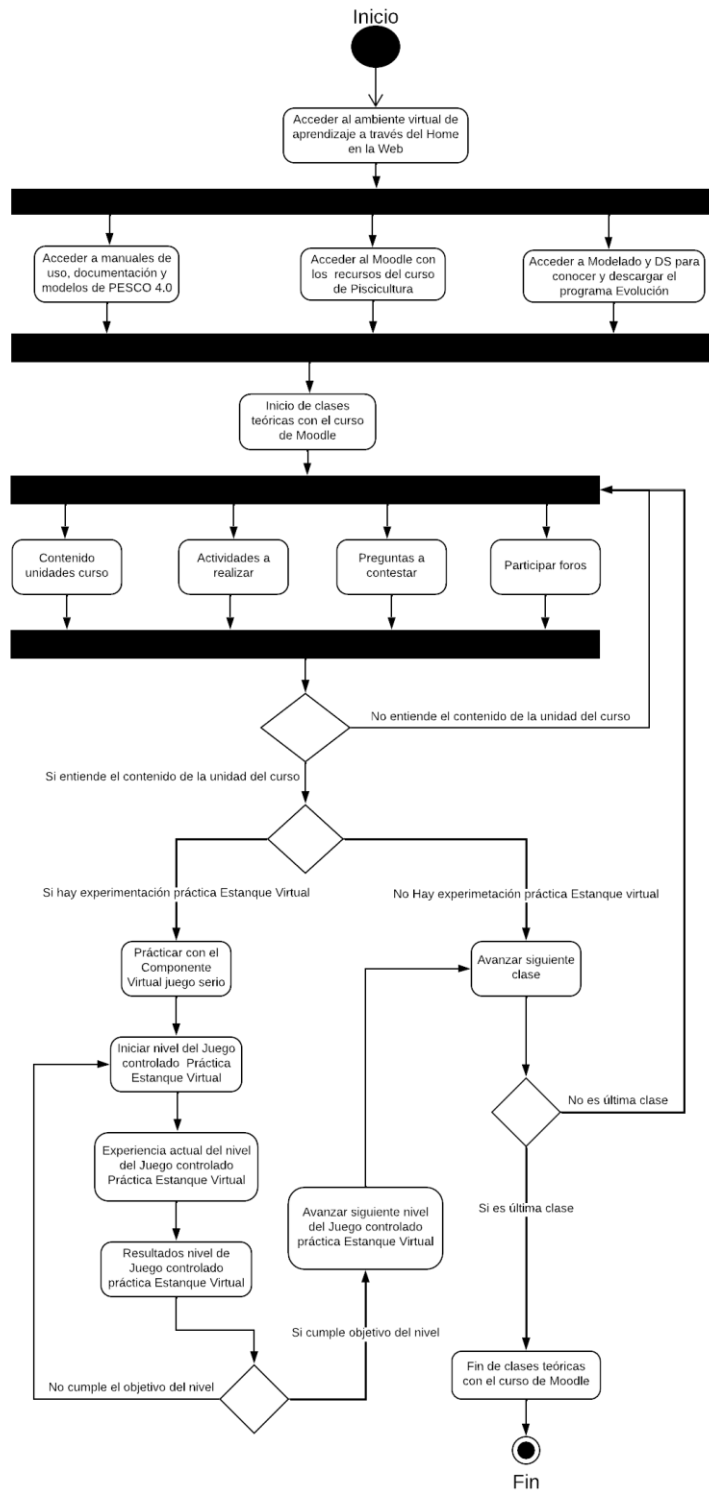 Inicio
Acceder al ambiente virtual de
aprendizaje a través del Home
en la Web
Acceder a manuales de
uso, documentación y
modelos de PESCO 4.0
Acceder al Moodle con
los recursos del curso
de Piscicultura
Acceder a Modelado y DS para
conocer y descargar el
programa Evolución
Inicio de clases
teóricas con el curso
de Moodle
Contenido
unidades curso
Actividades a
realizar
Preguntas a
contestar
Participar foros
No entiende el contenido de la unidad del curso
Si entiende el contenido de la unidad del curso
Si hay experimentación práctica Estanque Virtual
No Hay experimetación práctica Estanque virtual
Prácticar con el
Componente
Virtual juego serio
Avanzar siguiente
clase
Iniciar nivel del Juego
controlado Práctica
Estanque Virtual
No es última clase
Experiencia actual del nivel
del Juego controlado
Práctica Estanque Virtual
Avanzar siguiente nivel
del Juego controlado
práctica Estanque Virtual
Si es última clase
Resultados nivel de
Juego controlado
práctica Estanque Virtual
Si cumple objetivo del nivel
No cumple el objetivo del nivel
Fin de clases teóricas
con el curso de Moodle
Fin